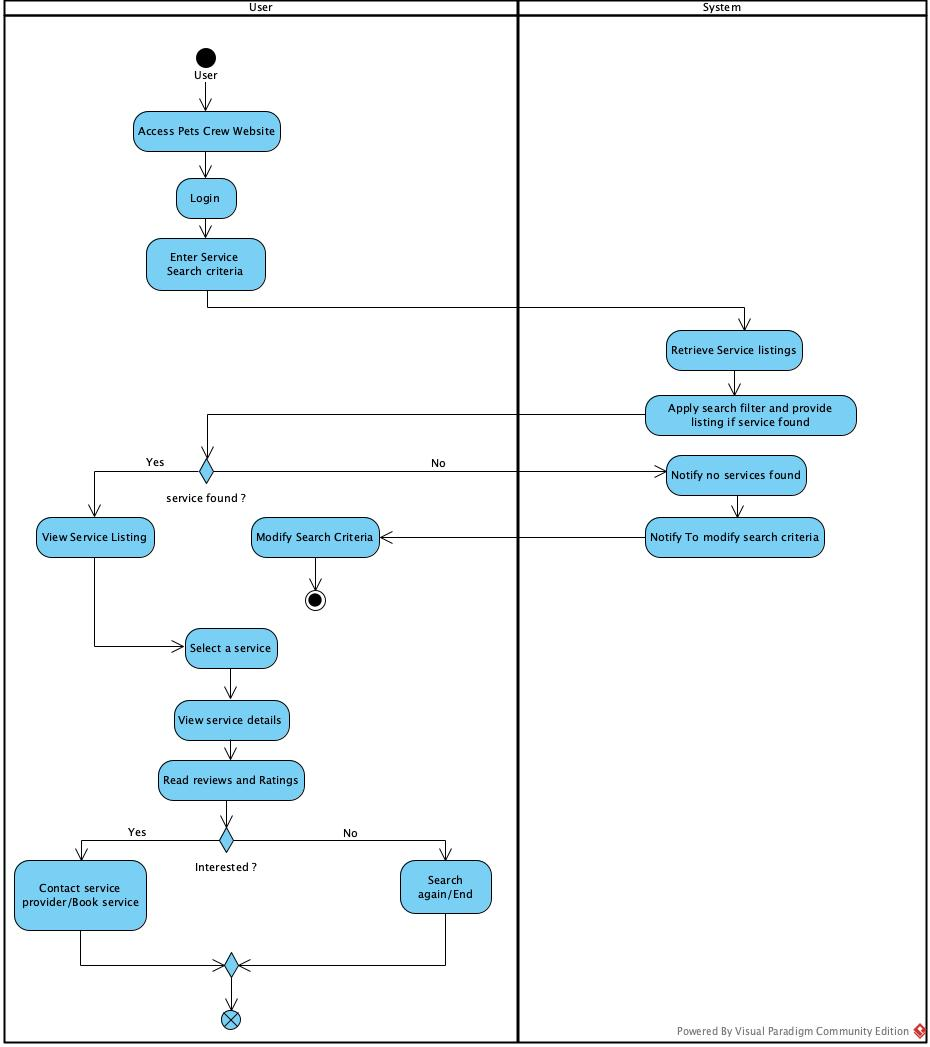 User
System
User
Access Pets Crew Website
Login
Enter Service
Search criteria
Retrieve Service listings
Apply search filter and provide
listing if service found
Yes
No
service found ?
Notify no services found
View Service Listing
Modify Search Criteria
Notify To modify search criteria
Select a service
View service details
Read reviews and Ratings
Yes
No
Interested ?
Contact service
provider/Book service
Search
again/End
Powered By Visual Paradigm Community Edition